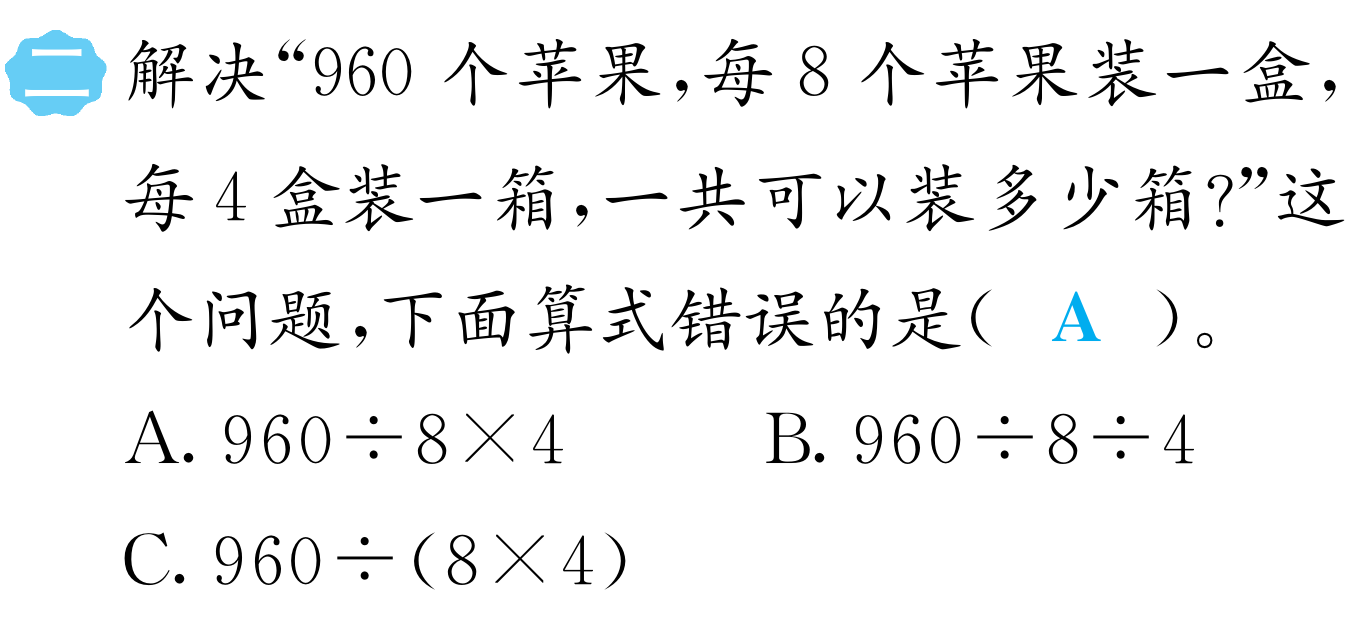 二 解决“960 个苹果,每 8 个苹果装一盒,
每 4 盒装一箱,一共可以装多少箱?”这
个问题,下面算式错误的是( A )。
A. 960÷8×4 B. 960÷8÷4
C. 960÷(8×4)